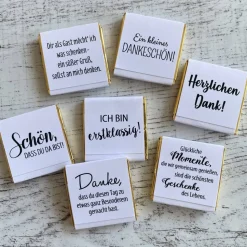 Dir als Gast möcht' ich
was schenken -
ein süßer Gruß,
sollst an mich denken.
Ein kleines
DANKESCHÖN!
Herzlichen
Dank!
Schön,
DASS DU DA BIST!
ICH BIN
erstklassig!
Danke,
dass du diesen Tag zu
etwas ganz Besonderem
gemacht hast.
Glückliche
Momente,
die wir gemeinsam genießen,
sind die schönsten
Geschenke
des Lebens.